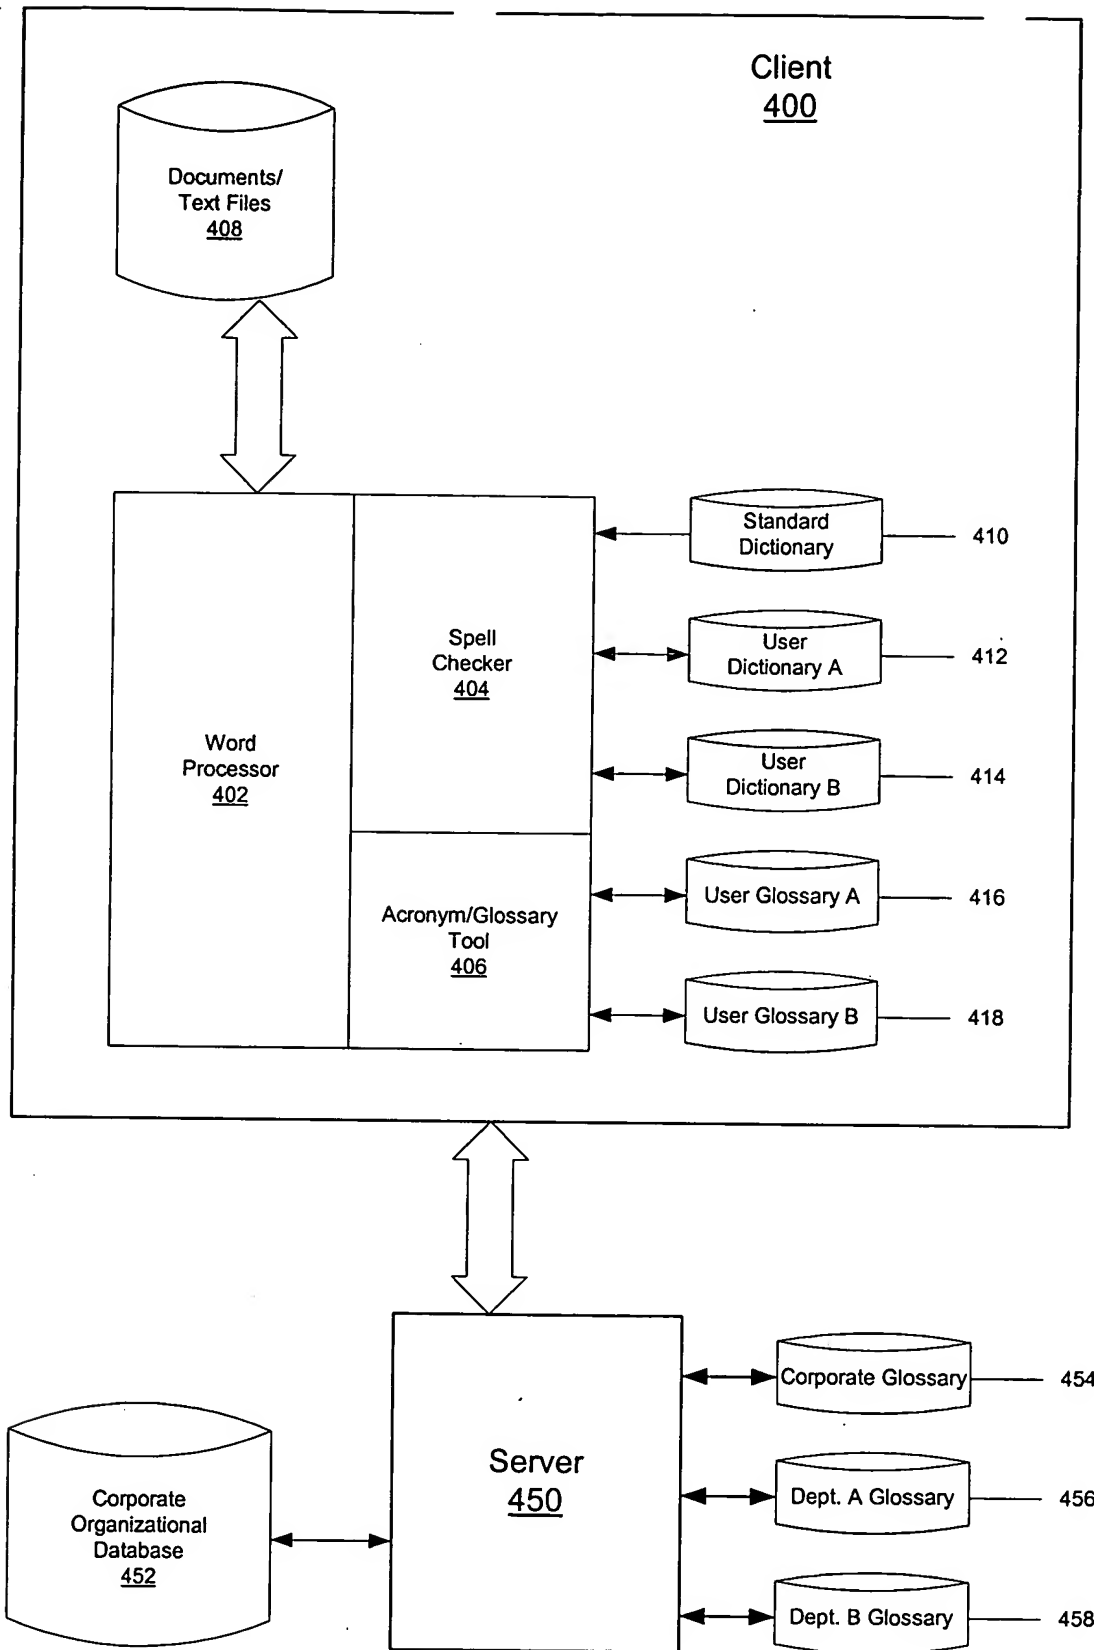 Client
400
Documents/
Text Files
408
Word
Processor
402
Spell
Checker
404
Acronym/Glossary
Tool
406
Standard
Dictionary
410
User
Dictionary A
412
User
Dictionary B
414
User Glossary A
416
User Glossary B
418
Server
450
Corporate
Organizational
Database
452
Corporate Glossary
454
Dept. A Glossary
456
Dept. B Glossary
458